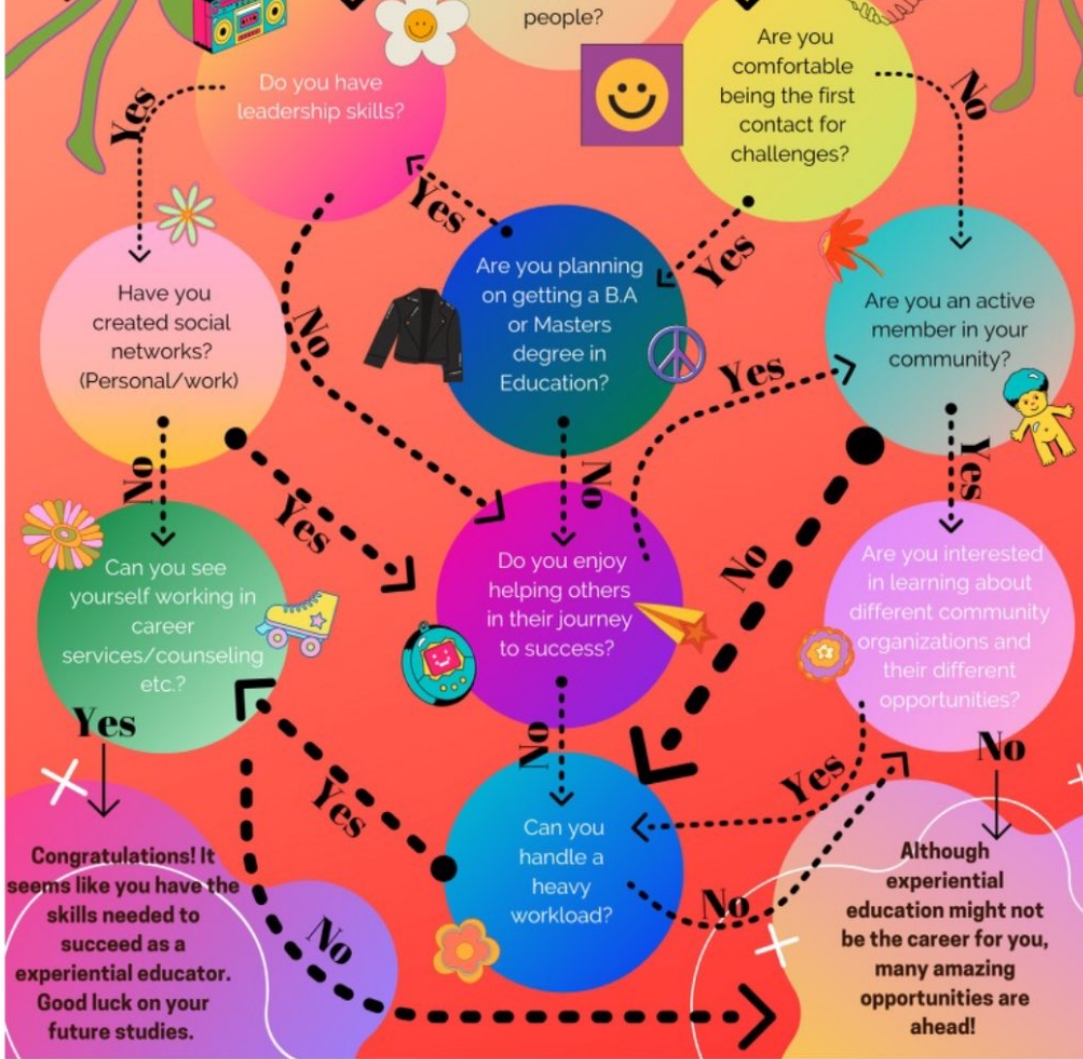 people?
Are you
comfortable
being the first
contact for
challenges?
Do you have
leadership skills?
Yes
No
Yes
Yes
Have you
created social
networks?
(Personal/work)
Are you planning
on getting a B.A
or Masters
degree in
Education?
Are you an active
member in your
community?
No
Yes
No
Yes
No
Yes
No
Can you see
yourself working in
career
services/counseling
etc.?
Do you enjoy
helping others
in their journey
to success?
Are you interested
in learning about
different community
organizations and
their different
opportunities?
Yes
No
Yes
Yes
No
Can you
handle a
heavy
workload?
No
No
Congratulations! It
seems like you have the
skills needed to
succeed as a
experiential educator.
Good luck on your
future studies.
Although
experiential
education might not
be the career for you,
many amazing
opportunities are
ahead!